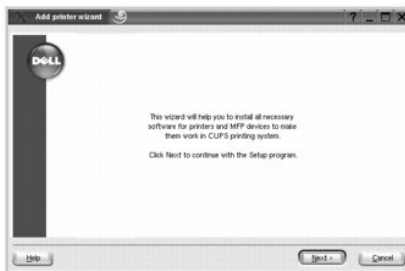 Add printer wizard
DELL
This wizard will help you to install all necessary
software for printers and MFP devices to make
them work in CUPS printing system.
Click Next to continue with the Setup program.
Help
Next >
Cancel